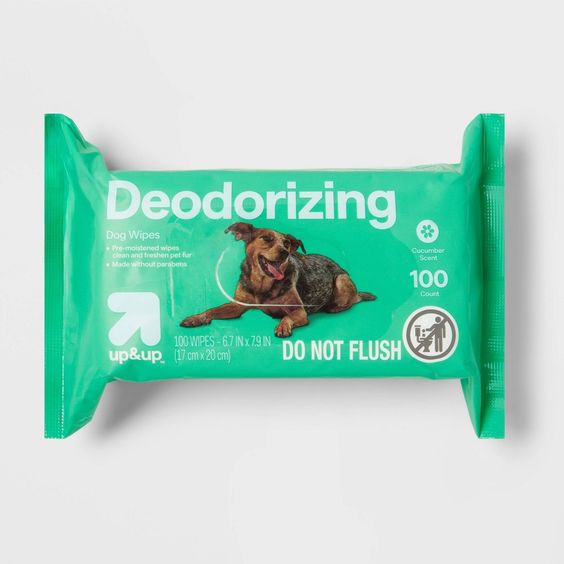 Deodorizing
Dog Wipes
• Pre-moistened wipes
clean and freshen pet fur
• Made without parabens
Cucumber
Scent
100
Count
up&up™
100 WIPES - 6.7 IN x 7.9 IN
(17 cm x 20 cm)
DO NOT FLUSH